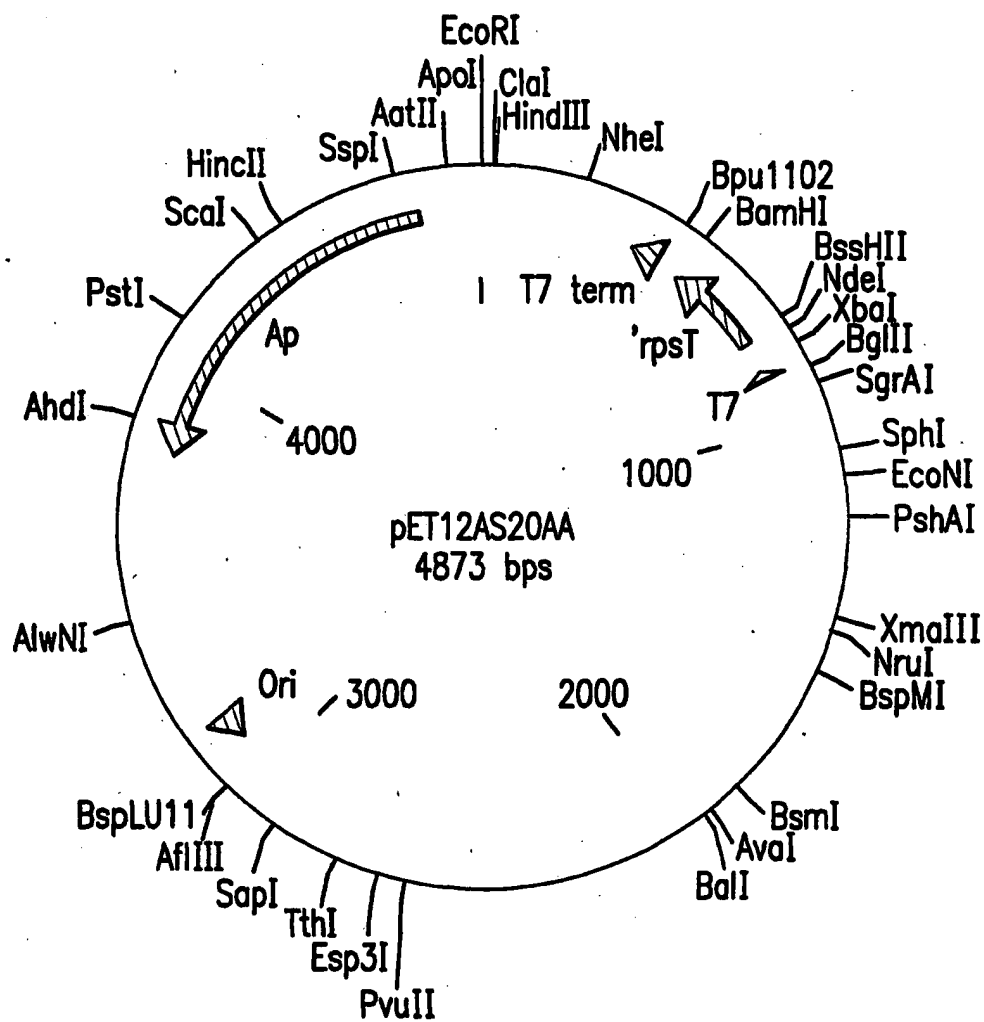 EcoRI
ApoI
ClaI
AatII
HindIII
SspI
NheI
HincII
Bpu1102
ScaI
BamHI
BssHII
NdeI
PstI
I
T7 term
XbaI
Ap
'rpsT
BglII
SgrAI
AhdI
T7
4000
SphI
1000
EcoNI
pET12AS20AA
PshAI
4873 bps
AlwNI
XmaIII
NruI
Ori
3000
2000
BspMI
BspLU11
BsmI
AflIII
AvaI
SapI
BalI
TthI
Esp3I
PvuII